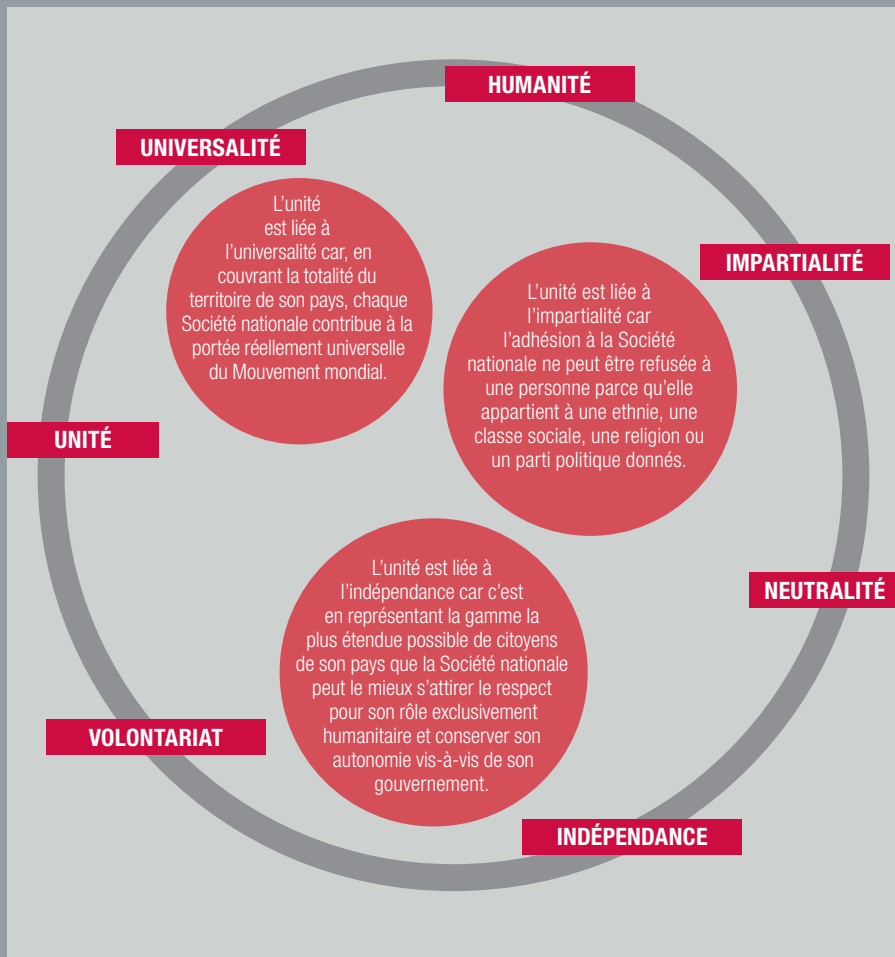 HUMANITÉ
UNIVERSALITÉ
L’unité
est liée à
l’universalité car, en
couvrant la totalité du
territoire de son pays, chaque
Société nationale contribue à la
portée réellement universelle
du Mouvement mondial.
IMPARTIALITÉ
L’unité est liée à
l’impartialité car
l’adhésion à la Société
nationale ne peut être refusée à
une personne parce qu’elle
appartient à une ethnie, une
classe sociale, une religion ou
un parti politique donnés.
UNITÉ
NEUTRALITÉ
L’unité est liée à
l’indépendance car c’est
en représentant la gamme la
plus étendue possible de citoyens
de son pays que la Société nationale
peut le mieux s’attirer le respect
pour son rôle exclusivement
humanitaire et conserver son
autonomie vis-à-vis de son
gouvernement.
VOLONTARIAT
INDÉPENDANCE